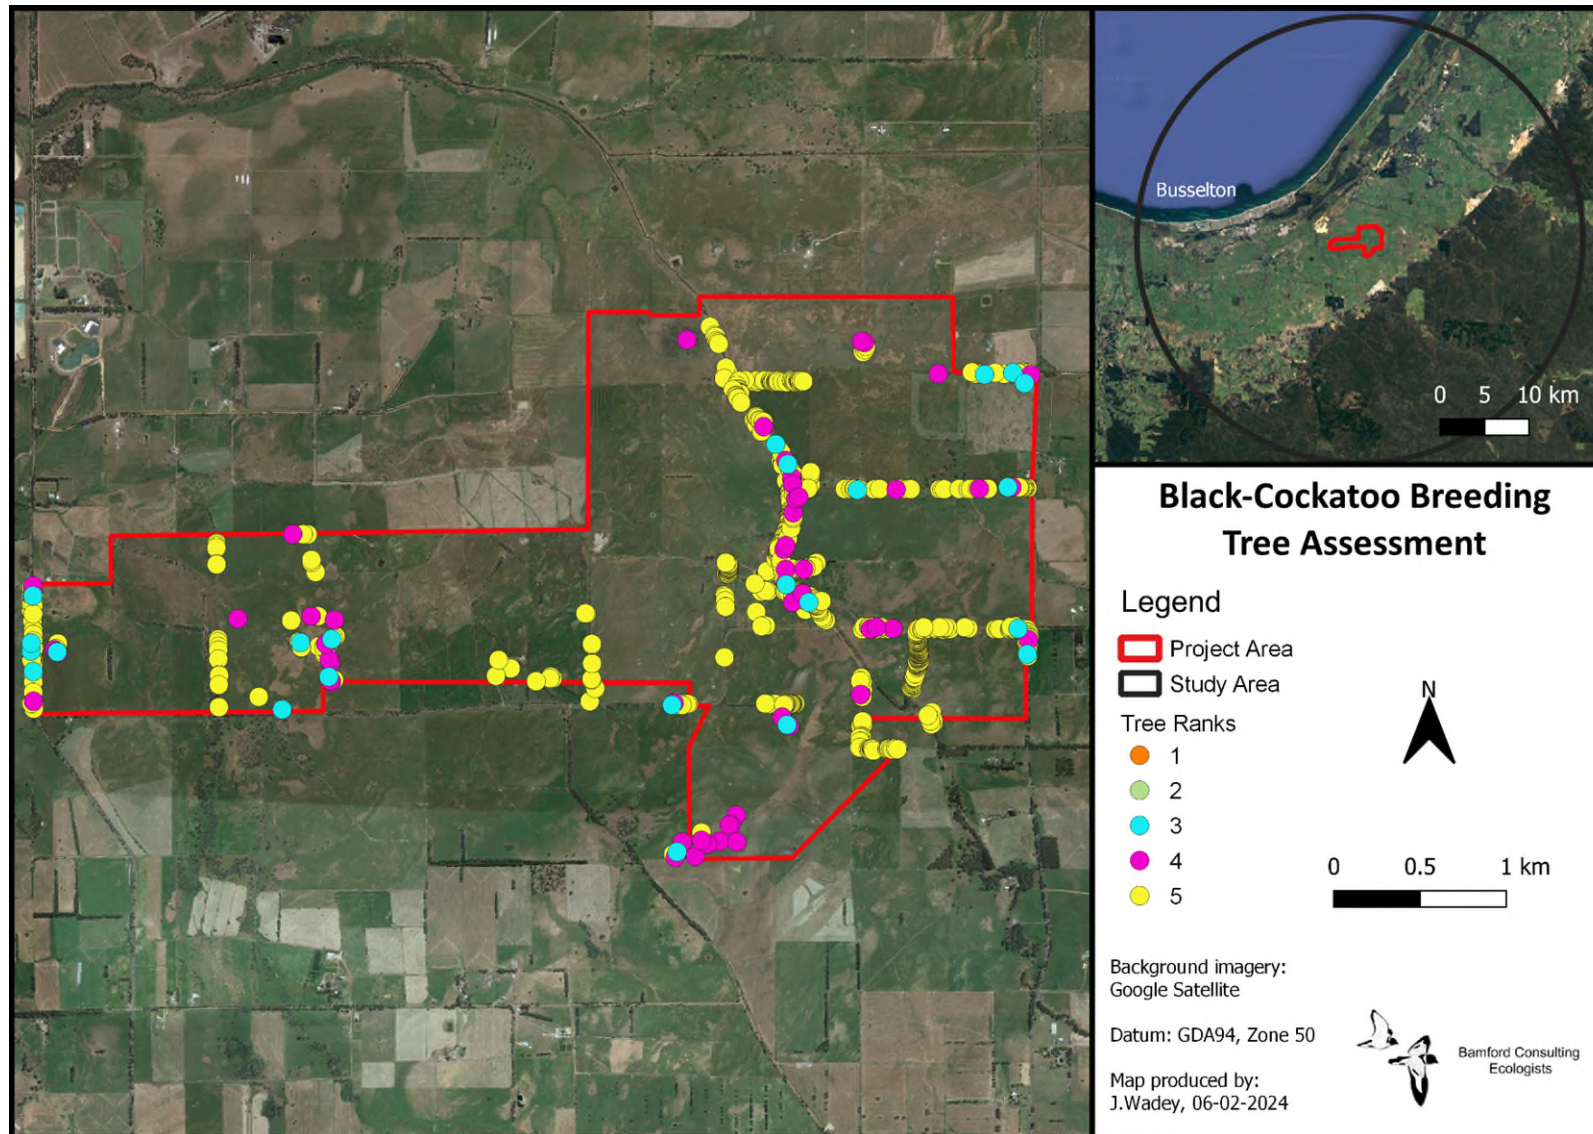 Busselton
0 5 10 km
Black-Cockatoo Breeding
Tree Assessment
Legend
Project Area
Study Area
Tree Ranks
1
2
3
4
5
N
0 0.5 1 km
Background imagery:
Google Satellite
Datum: GDA94, Zone 50
Map produced by:
J.Wadey, 06-02-2024
Bamford Consulting
Ecologists